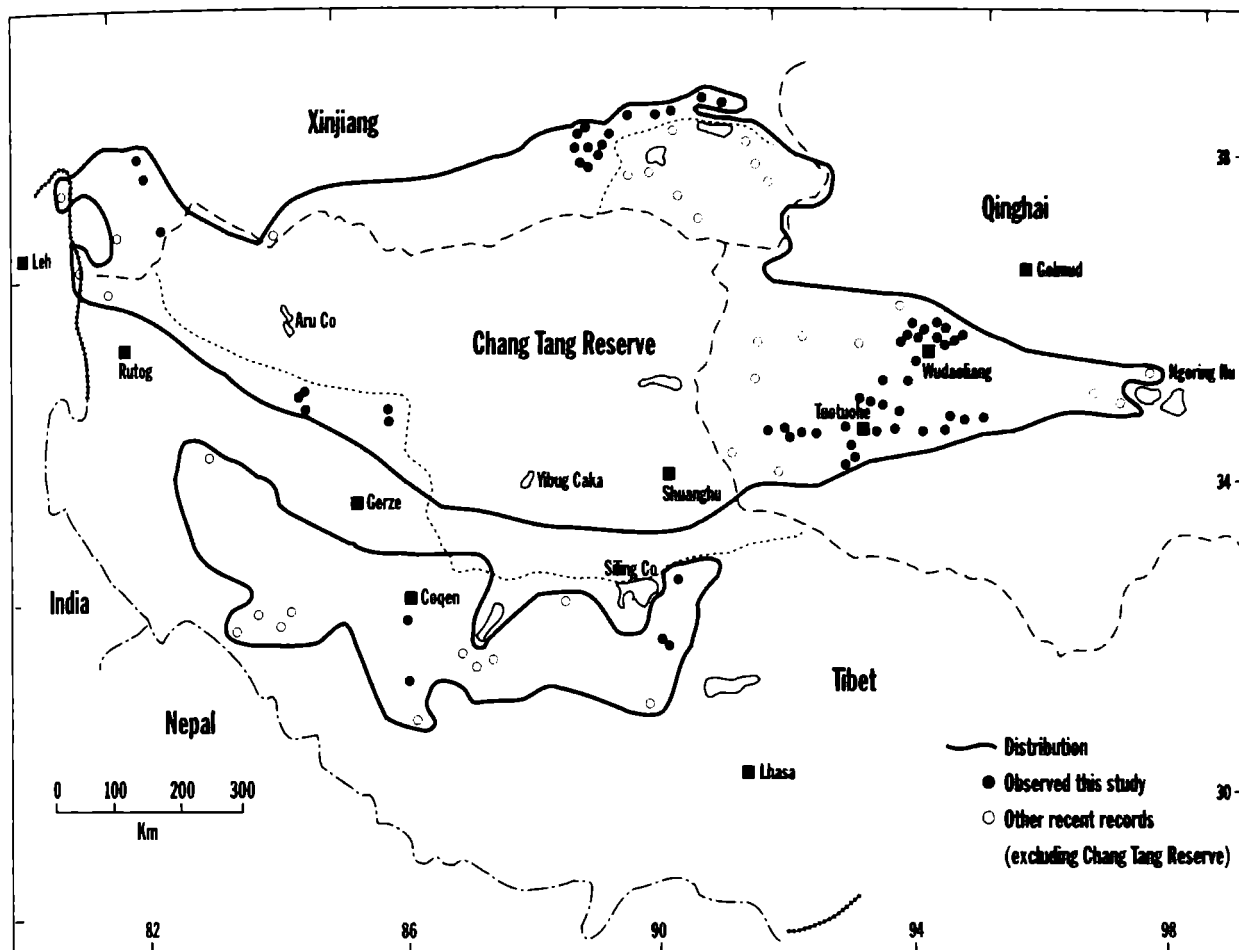 Xinjiang
38
Qinghai
Leh
Golmud
Aru Co
Chang Tang Reserve
Rutog
Wudaoliang
Ngoring Hu
Tuotuohe
Yibug Caka
Shuanghu
34
Gerze
Siling Co
India
Coqen
Tibet
Nepal
Distribution
Lhasa
Observed this study
0 100 200 300
Km
30
Other recent records
(excluding Chang Tang Reserve)
82 86 90 94 98